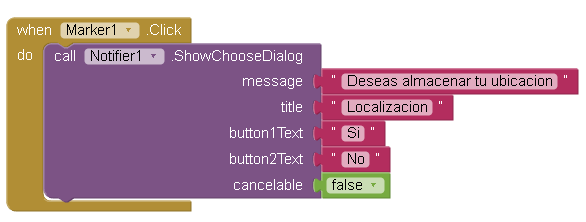 when Marker1 .Click
do call Notifier1 .ShowChooseDialog
message " Deseas almacenar tu ubicacion "
title " Localizacion "
button1Text " Si "
button2Text " No "
cancelable false